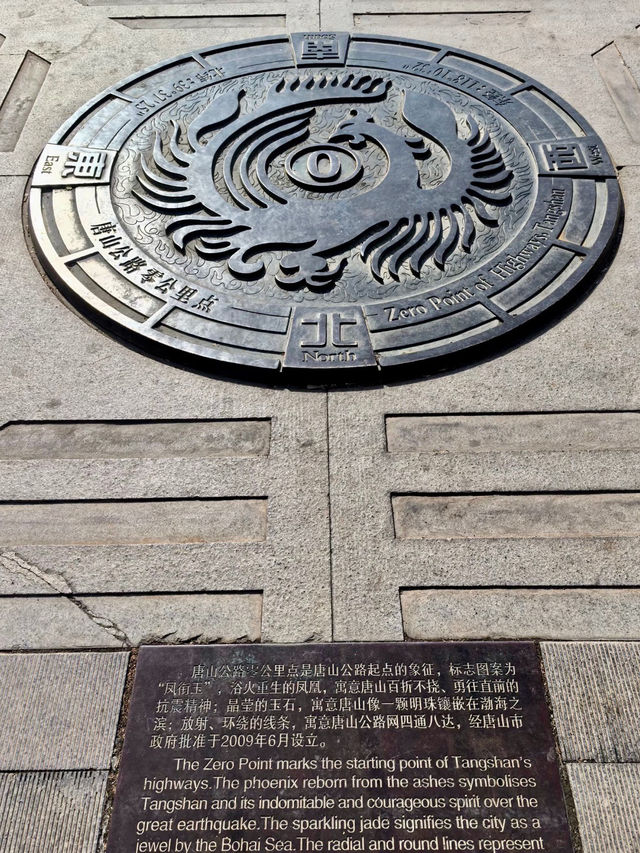 South
南
West
西
East
東
0
唐山公路零公里点
Zero Point of Highways Tangshan
北
North
唐山公路零公里点是唐山公路起点的象征，标志图案为
“凤衔玉”，浴火重生的凤凰，寓意唐山百折不挠、勇往直前的
抗震精神；晶莹的玉石，寓意唐山像一颗明珠镶嵌在渤海之
滨；放射、环绕的线条，寓意唐山公路网四通八达，经唐山市
政府批准于2009年6月设立。
The Zero Point marks the starting point of Tangshan's
highways.The phoenix reborn from the ashes symbolises
Tangshan and its indomitable and courageous spirit over the
great earthquake.The sparkling jade signifies the city as a
jewel by the Bohai Sea.The radial and round lines represent